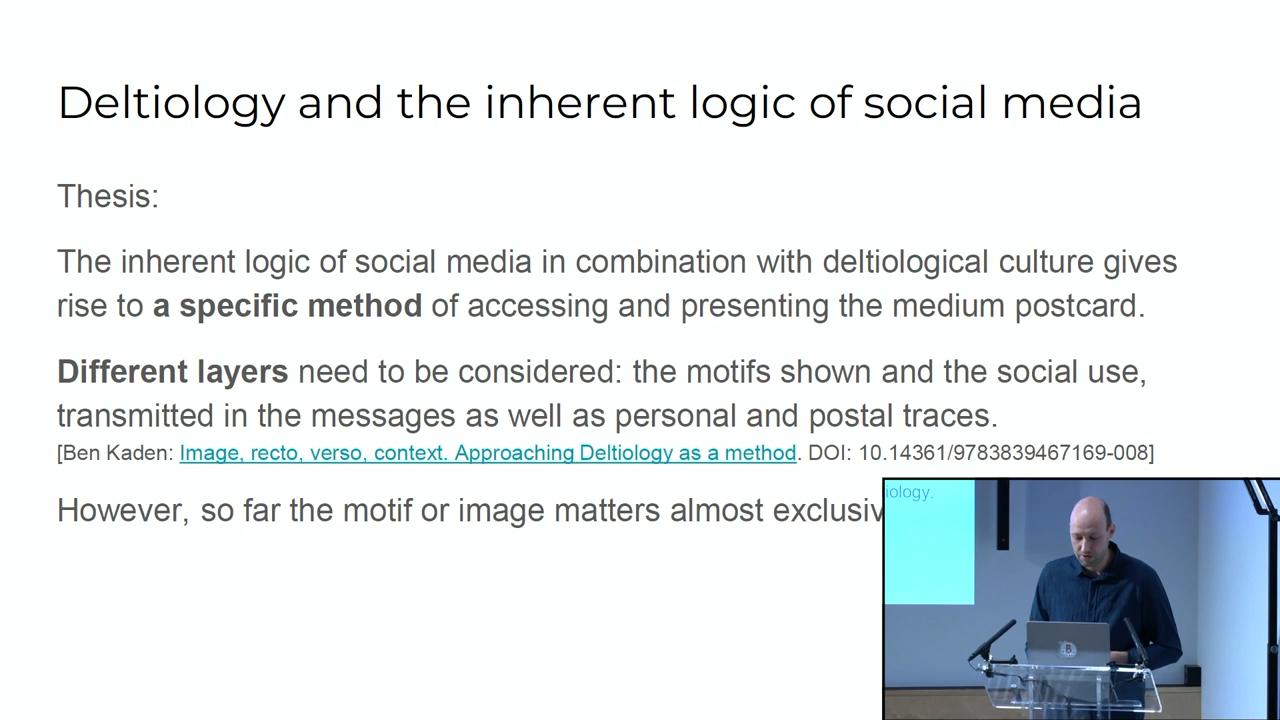 Deltiology and the inherent logic of social media
Thesis:
The inherent logic of social media in combination with deltiological culture gives
rise to a specific method of accessing and presenting the medium postcard.
Different layers need to be considered: the motifs shown and the social use,
transmitted in the messages as well as personal and postal traces.
[Ben Kaden: Image, recto, verso, context. Approaching Deltiology as a method. DOI: 10.14361/9783839467169-008]
However, so far the motif or image matters almost exclusiv
iology.
B